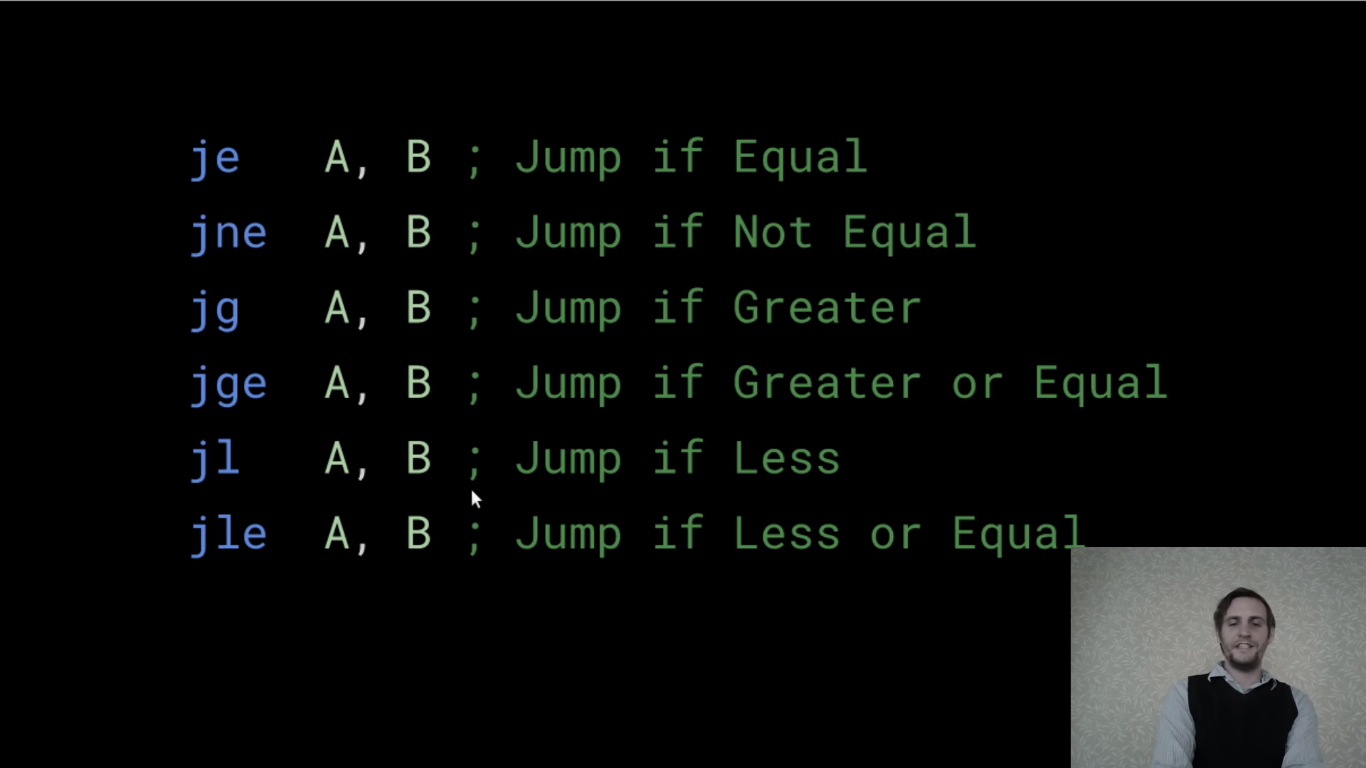 je A, B ; Jump if Equal
jne A, B ; Jump if Not Equal
jg A, B ; Jump if Greater
jge A, B ; Jump if Greater or Equal
jl A, B ; Jump if Less
jle A, B ; Jump if Less or Equal